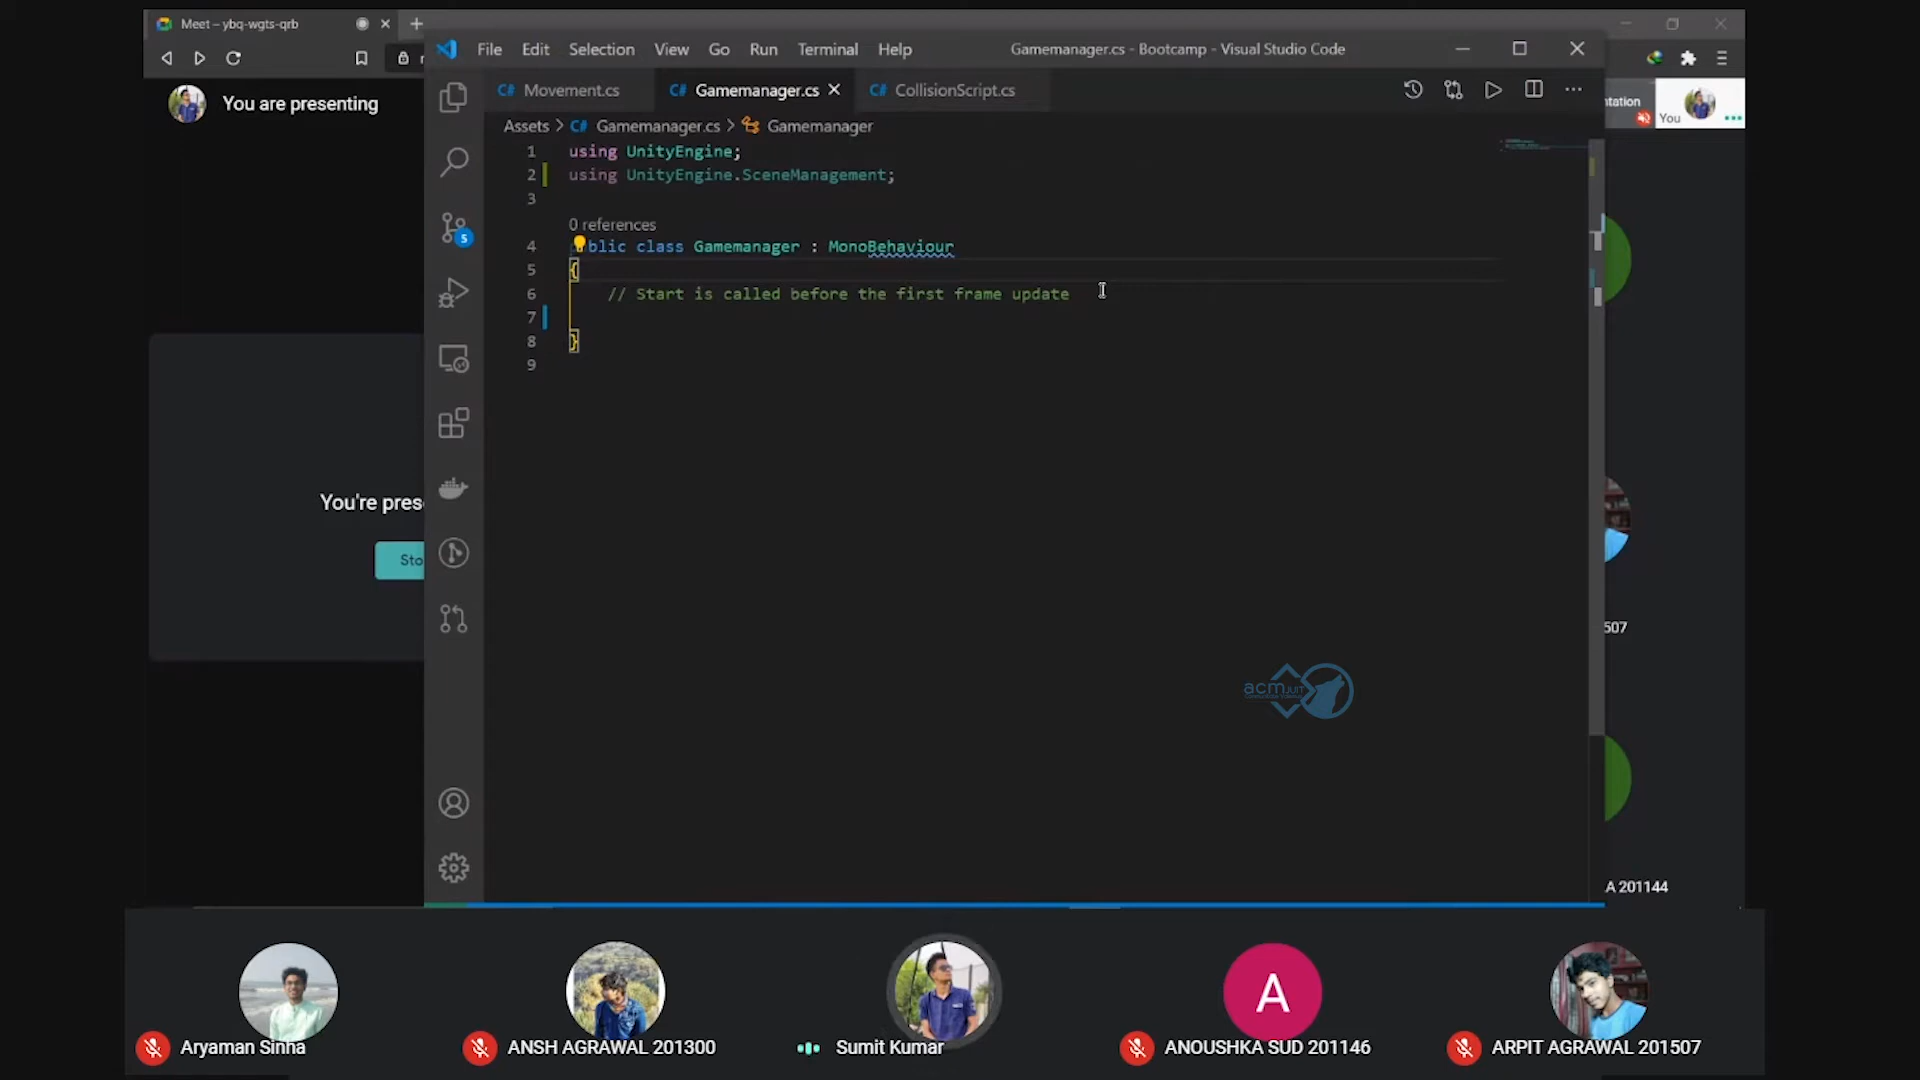 Meet – ybq-wgts-qrb
You are presenting
You're pres
Sto
File Edit Selection View Go Run Terminal Help
Gamemanager.cs - Bootcamp - Visual Studio Code
Movement.cs
Gamemanager.cs
CollisionScript.cs
Assets > Gamemanager.cs > Gamemanager
1 using UnityEngine;
2 using UnityEngine.SceneManagement;
3
0 references
4 blic class Gamemanager : MonoBehaviour
5 {
6 // Start is called before the first frame update
7
8 }
9
5
ntation
You
507
A 201144
acm JUIT
Aryaman Sinha
ANSH AGRAWAL 201300
Sumit Kumar
A
ANOUSHKA SUD 201146
ARPIT AGRAWAL 201507